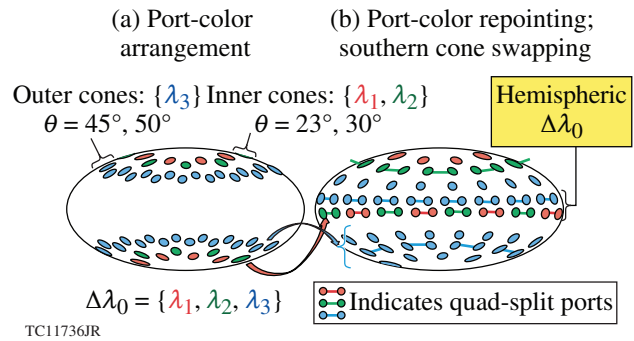 (a) Port-color arrangement
(b) Port-color repointing; southern cone swapping
Outer cones: {λ3} Inner cones: {λ1, λ2}
θ = 45°, 50° θ = 23°, 30°
Hemispheric
Δλ0
Δλ0 = {λ1, λ2, λ3}
Indicates quad-split ports
TC11736JR